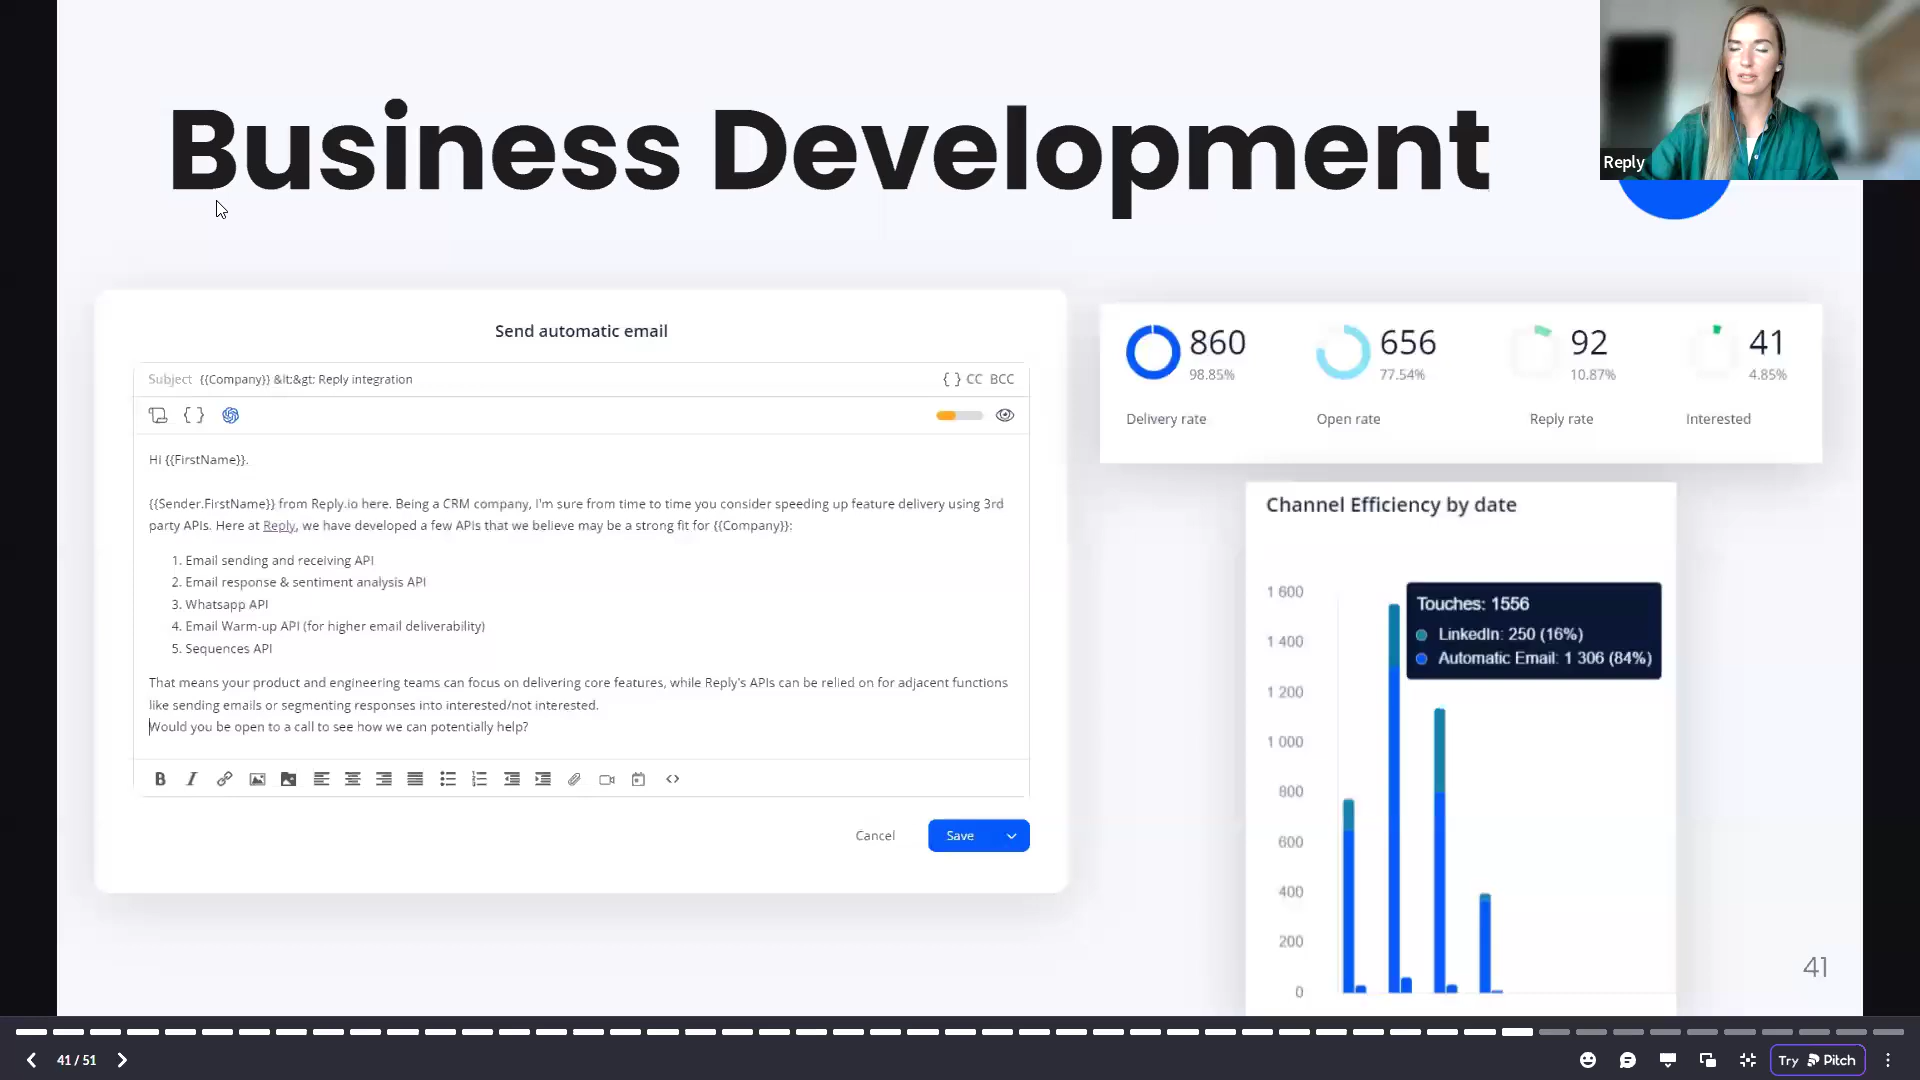 Business Development
Reply
Send automatic email
Subject {{Company}} &lt:&gt: Reply integration
{ } CC BCC
{ }
Hi {{FirstName}}.
{{Sender.FirstName}} from Reply.io here. Being a CRM company, I'm sure from time to time you consider speeding up feature delivery using 3rd
party APIs. Here at Reply, we have developed a few APIs that we believe may be a strong fit for {{Company}}:
1. Email sending and receiving API
2. Email response & sentiment analysis API
3. Whatsapp API
4. Email Warm-up API (for higher email deliverability)
5. Sequences API
That means your product and engineering teams can focus on delivering core features, while Reply's APIs can be relied on for adjacent functions
like sending emails or segmenting responses into interested/not interested.
Would you be open to a call to see how we can potentially help?
B I
Cancel
Save
860
98.85%
Delivery rate
656
77.54%
Open rate
92
10.87%
Reply rate
41
4.85%
Interested
Channel Efficiency by date
1 600
1 400
1 200
1 000
800
600
400
200
0
Touches: 1556
LinkedIn: 250 (16%)
Automatic Email: 1 306 (84%)
41
41 / 51
Try Pitch